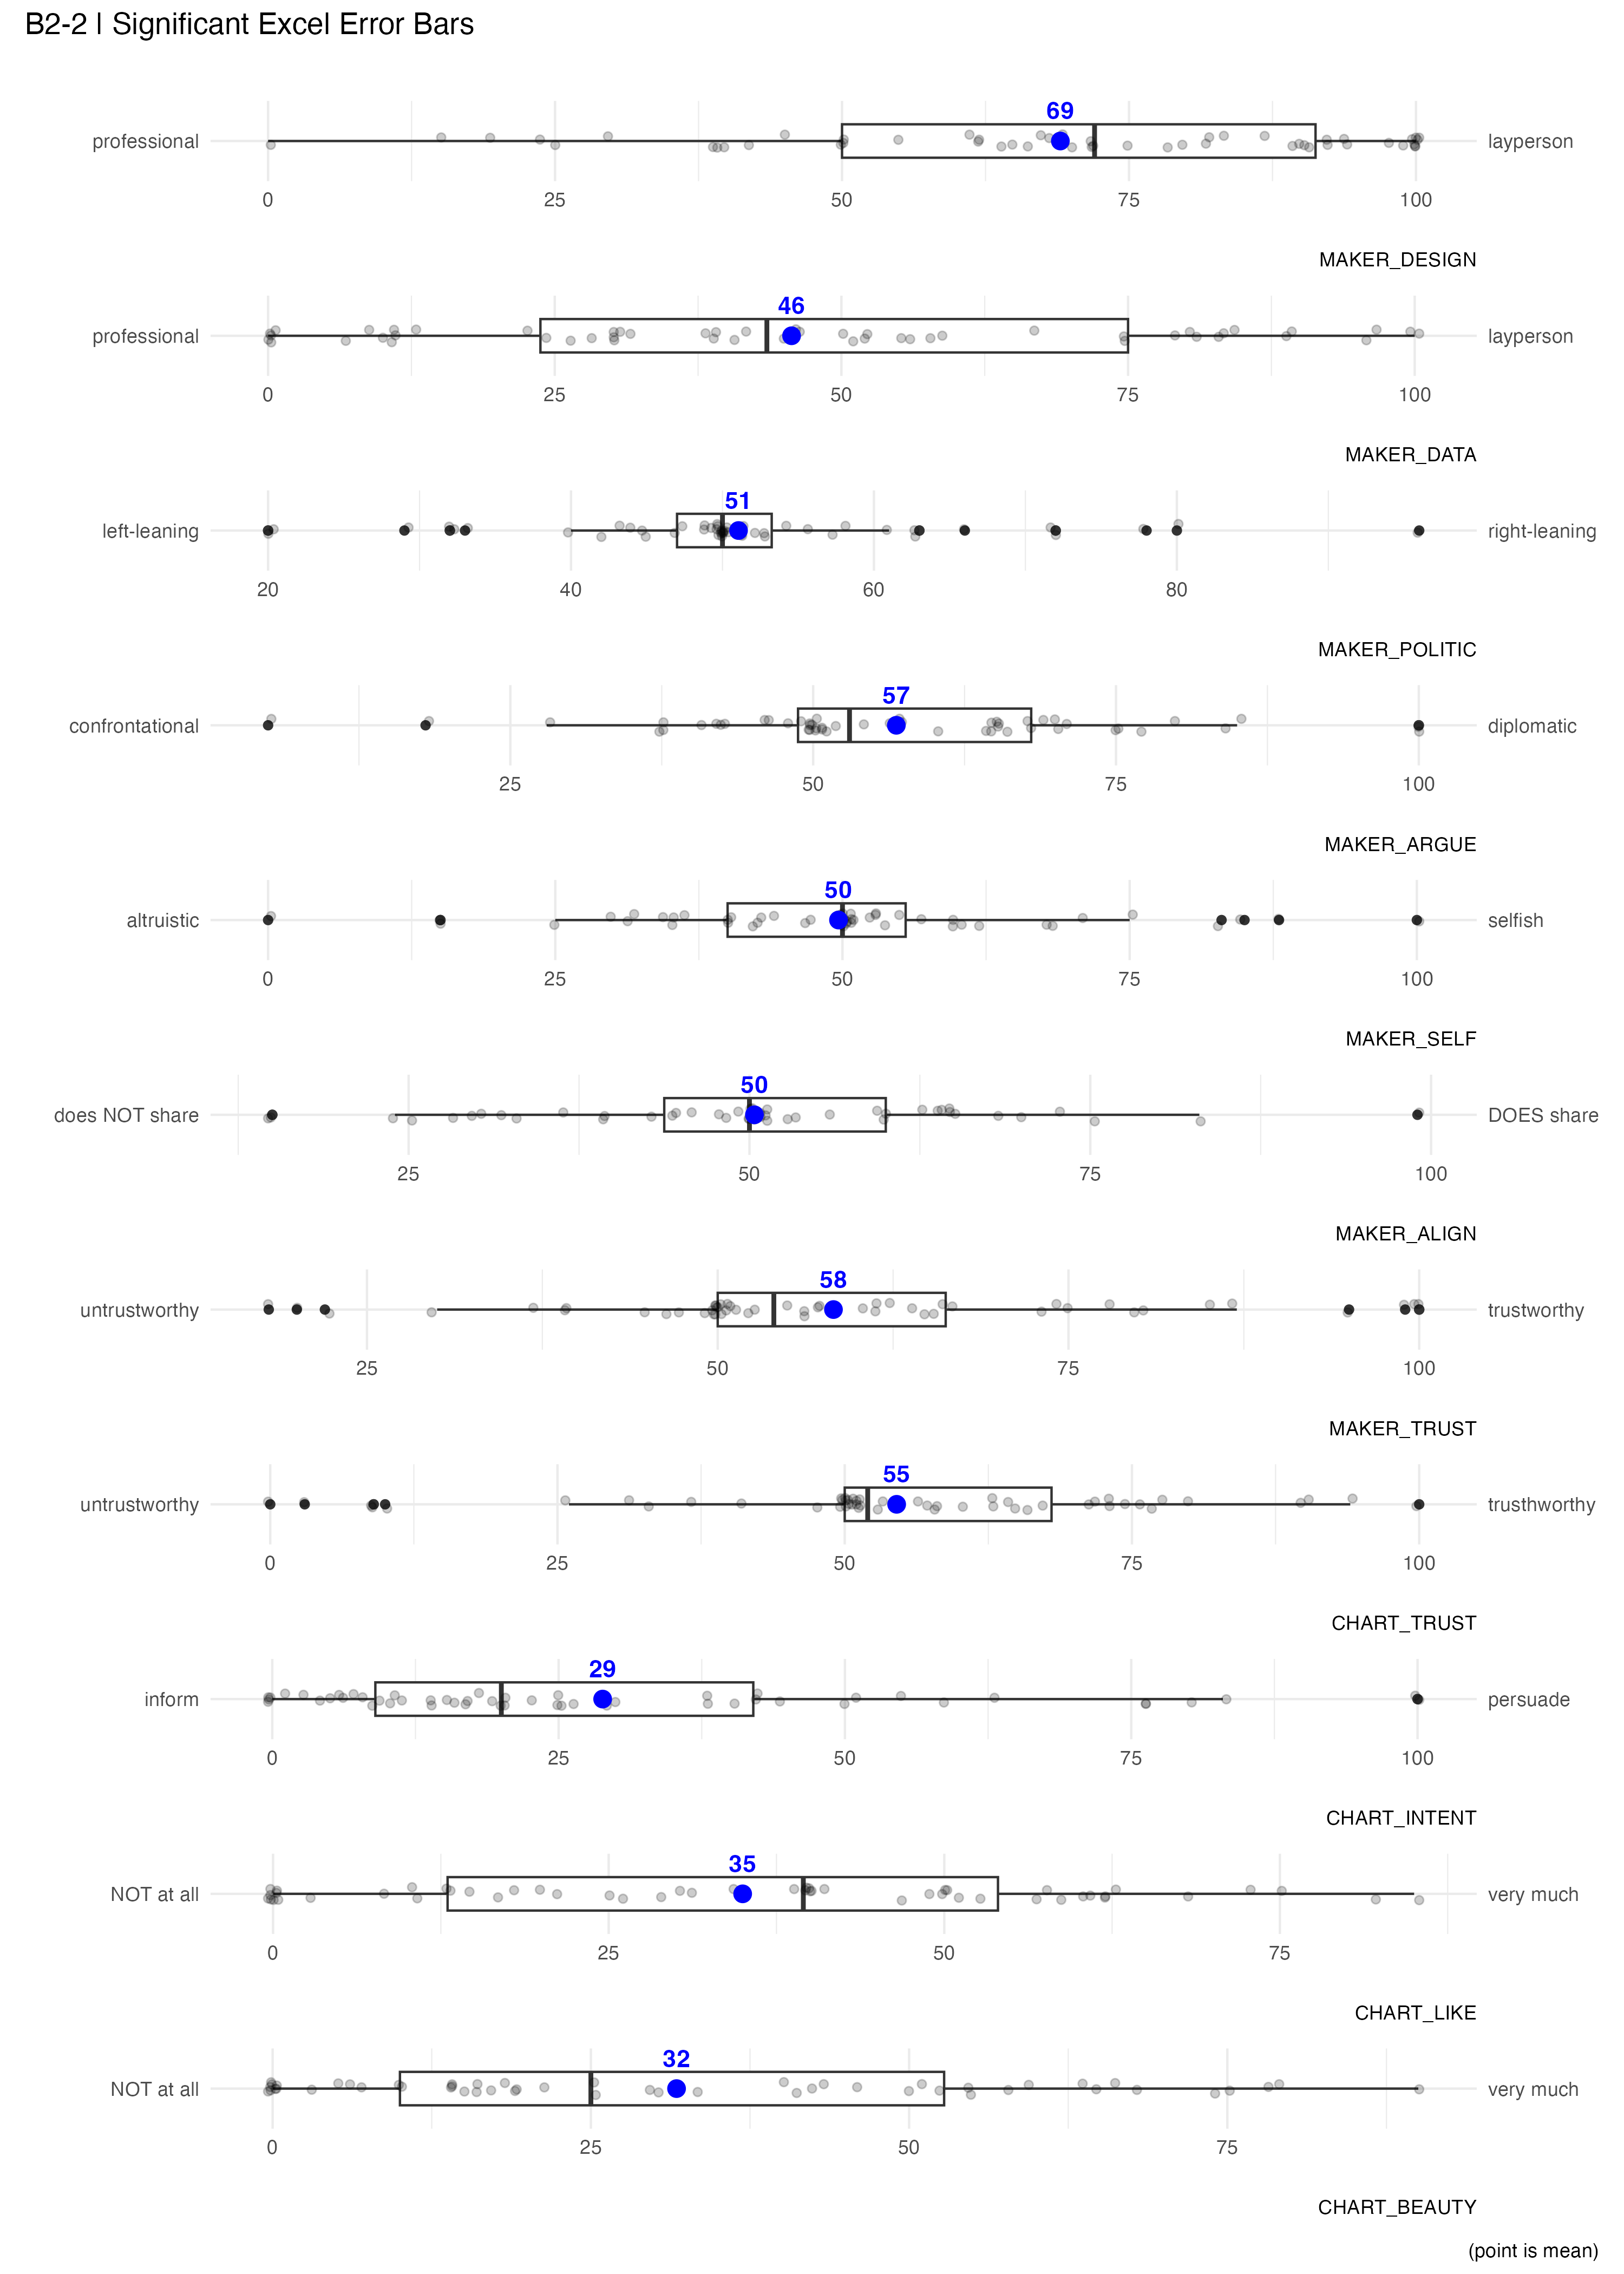 B2-2 | Significant Excel Error Bars
69
professional layperson
0 25 50 75 100
MAKER_DESIGN
46
professional layperson
0 25 50 75 100
MAKER_DATA
51
left-leaning right-leaning
20 40 60 80
MAKER_POLITIC
57
confrontational diplomatic
25 50 75 100
MAKER_ARGUE
50
altruistic selfish
0 25 50 75 100
MAKER_SELF
50
does NOT share DOES share
25 50 75 100
MAKER_ALIGN
58
untrustworthy trustworthy
25 50 75 100
MAKER_TRUST
55
untrustworthy trusthworthy
0 25 50 75 100
CHART_TRUST
29
inform persuade
0 25 50 75 100
CHART_INTENT
35
NOT at all very much
0 25 50 75
CHART_LIKE
32
NOT at all very much
0 25 50 75
CHART_BEAUTY
(point is mean)